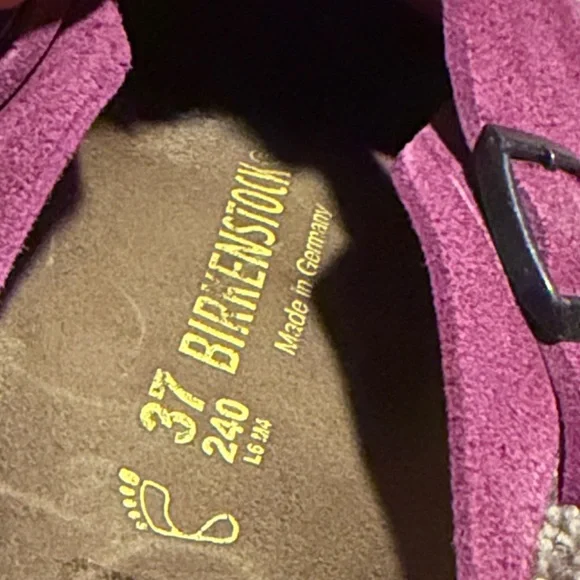 37 BIRKENSTOCK®
240 Made in Germany
L6 M4